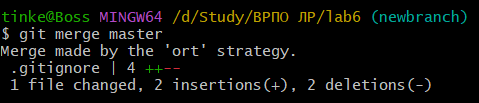 tinke@Boss MINGW64 /d/Study/ВРПО ЛР/lab6 (newbranch)
$ git merge master
Merge made by the 'ort' strategy.
 .gitignore | 4 ++--
 1 file changed, 2 insertions(+), 2 deletions(-)